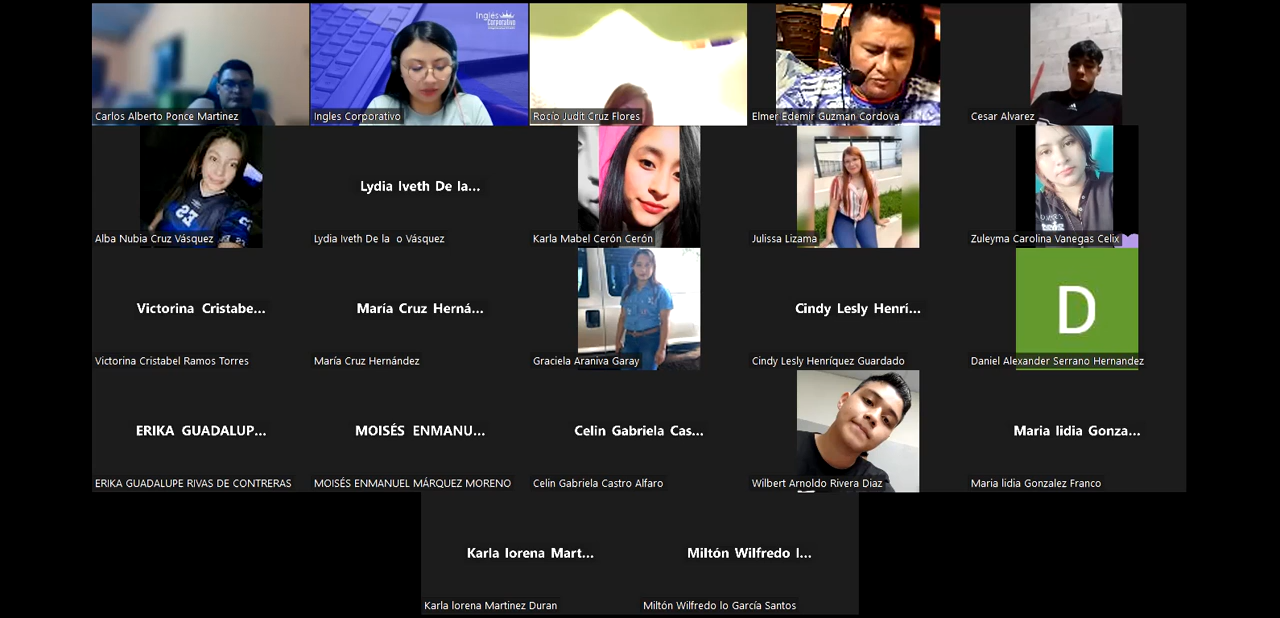 Inglés
Corporativo
Carlos Alberto Ponce Martinez
Ingles Corporativo
Rocío Judit Cruz Flores
Elmer Edemir Guzman Cordova
Cesar Alvarez
Alba Nubia Cruz Vásquez
Lydia Iveth De la...
Lydia Iveth De la o Vásquez
Karla Mabel Cerón Cerón
Julissa Lizama
Zuleyma Carolina Vanegas Celix
Victorina Cristabe...
Victorina Cristabel Ramos Torres
María Cruz Herná...
María Cruz Hernández
Graciela Araniva Garay
Cindy Lesly Henrí...
Cindy Lesly Henríquez Guardado
D
Daniel Alexander Serrano Hernandez
ERIKA GUADALUP...
ERIKA GUADALUPE RIVAS DE CONTRERAS
MOISÉS ENMANU...
MOISÉS ENMANUEL MÁRQUEZ MORENO
Celin Gabriela Cas...
Celin Gabriela Castro Alfaro
Wilbert Arnoldo Rivera Diaz
Maria lidia Gonza...
Maria lidia Gonzalez Franco
Karla lorena Mart...
Karla lorena Martinez Duran
Miltón Wilfredo l...
Miltón Wilfredo lo García Santos